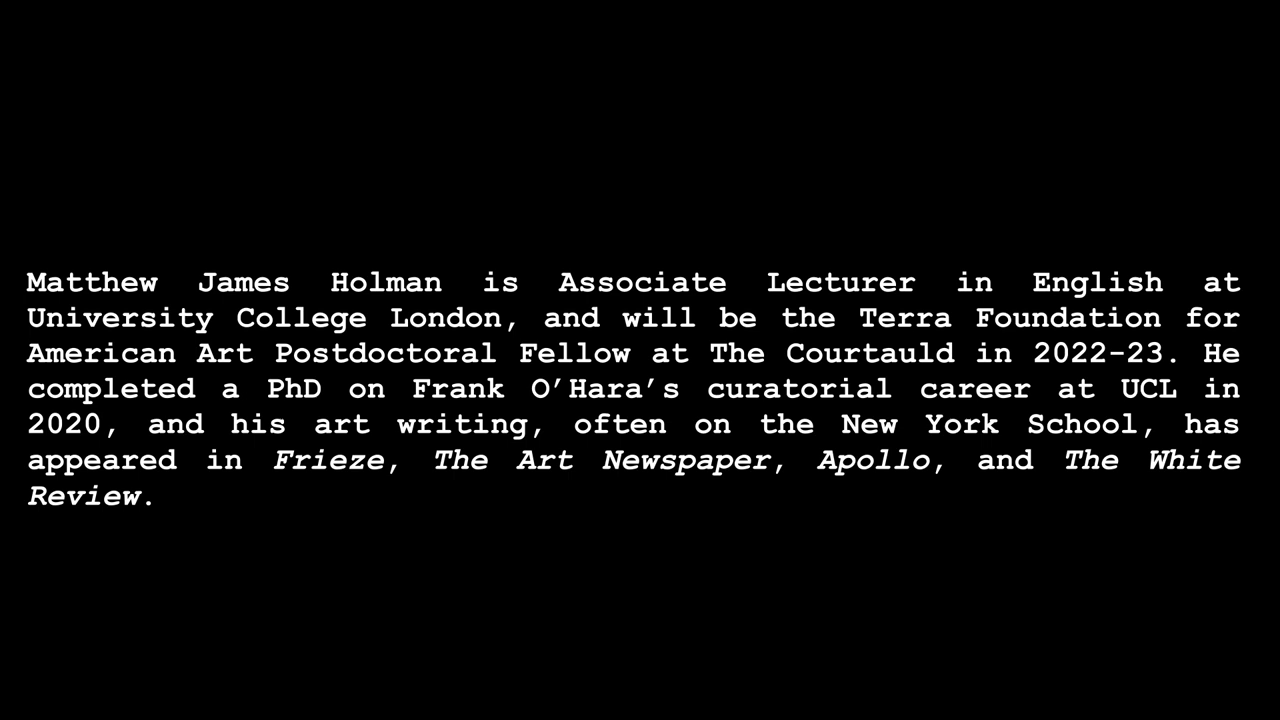 Matthew James Holman is Associate Lecturer in English at
University College London, and will be the Terra Foundation for
American Art Postdoctoral Fellow at The Courtauld in 2022-23. He
completed a PhD on Frank O’Hara’s curatorial career at UCL in
2020, and his art writing, often on the New York School, has
appeared in Frieze, The Art Newspaper, Apollo, and The White
Review.